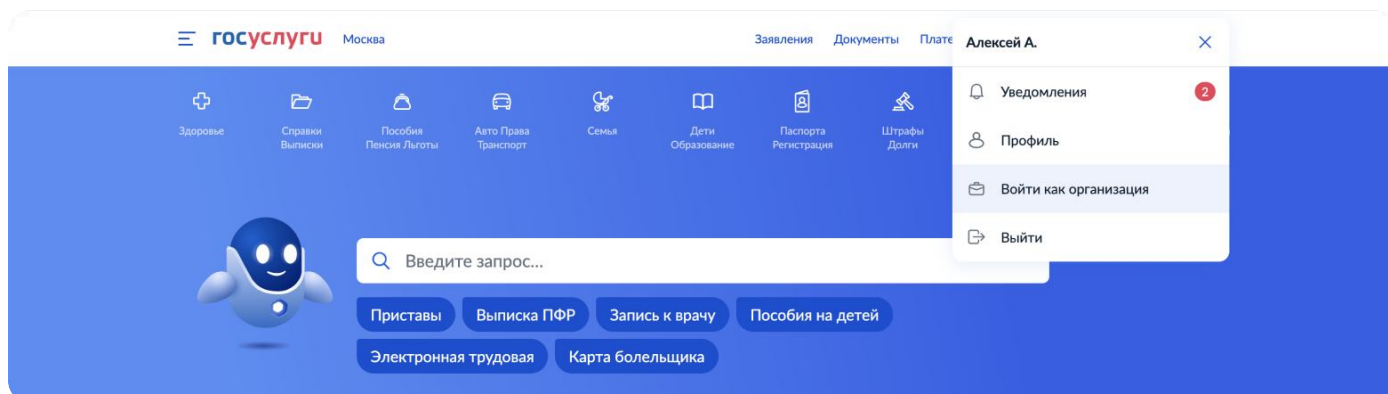 госуслуги Москва Заявления Документы Алексей А.
Уведомления 2
Здоровье
Справки
Выписки
Пособия
Пенсия Льготы
Авто Права
Транспорт
Семья
Дети
Образование
Паспорта
Регистрация
Штрафы
Долги
Профиль
Войти как организация
Выйти
Введите запрос...
Приставы Выписка ПФР Запись к врачу Пособия на детей
Электронная трудовая Карта болельщика